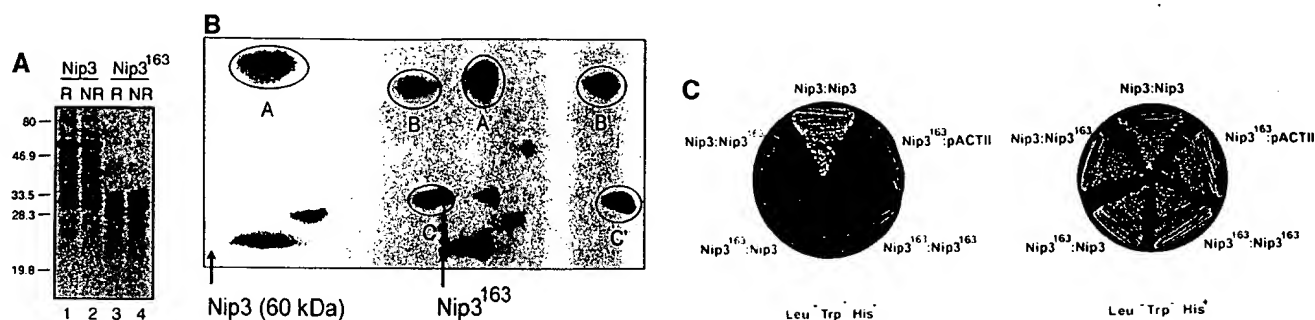 A
Nip3 Nip3¹⁶³
R NR R NR
80
46.9
33.5
28.3
19.8
1 2 3 4
B
A
B
A
B
C'
C'
Nip3 (60 kDa)
Nip3¹⁶³
C
Nip3:Nip3
Nip3:Nip3¹⁶³
Nip3¹⁶³:pACTII
Nip3¹⁶³:Nip3
Nip3¹⁶³:Nip3¹⁶³
Leu⁻ Trp⁻ His⁻
Nip3:Nip3
Nip3:Nip3¹⁶³
Nip3¹⁶³:pACTII
Nip3¹⁶³:Nip3
Nip3¹⁶³:Nip3¹⁶³
Leu⁻ Trp⁻ His⁺